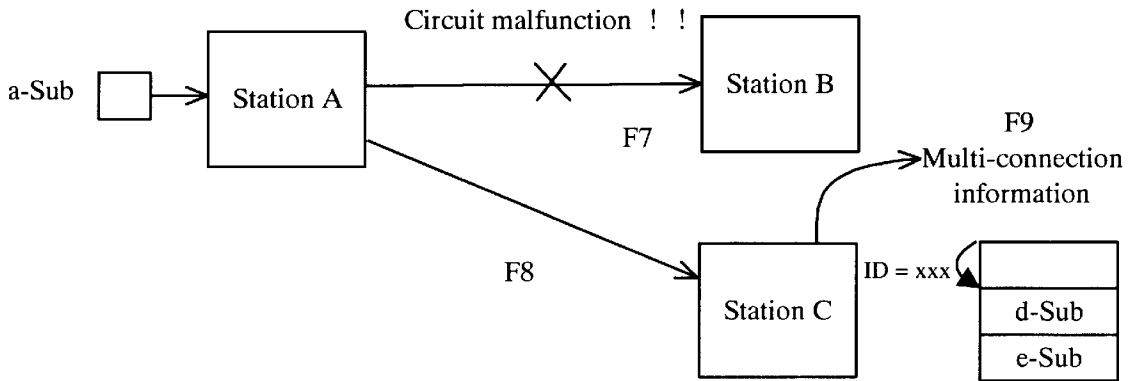 Circuit malfunction ! !
a-Sub
Station A
Station B
F7
F9
Multi-connection
information
F8
Station C
ID = xxx
d-Sub
e-Sub